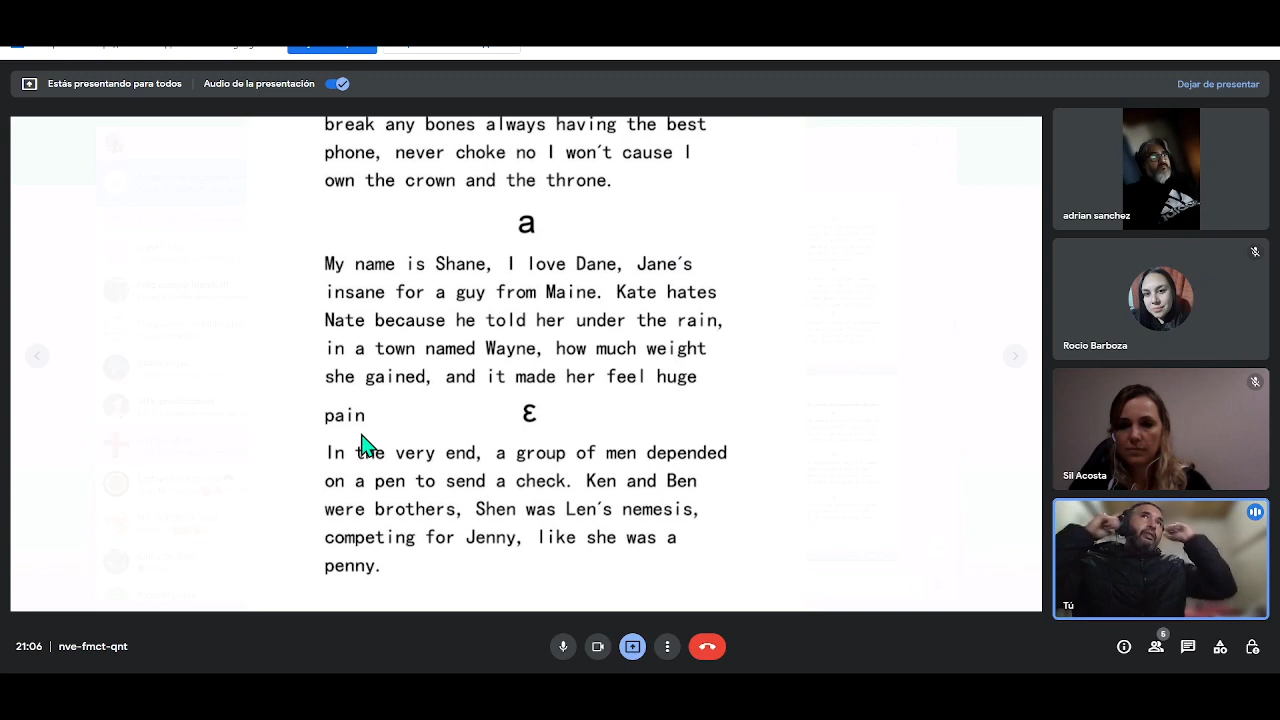 Estás presentando para todos
Audio de la presentación
Dejar de presentar
break any bones always having the best
phone, never choke no I won´t cause I
own the crown and the throne.
a
My name is Shane, I love Dane, Jane´s
insane for a guy from Maine. Kate hates
Nate because he told her under the rain,
in a town named Wayne, how much weight
she gained, and it made her feel huge
pain
ɛ
In the very end, a group of men depended
on a pen to send a check. Ken and Ben
were brothers, Shen was Len´s nemesis,
competing for Jenny, like she was a
penny.
adrian sanchez
adidas
Rocio Barboza
Sil Acosta
Tú
21:06
nve-fmct-qnt
5